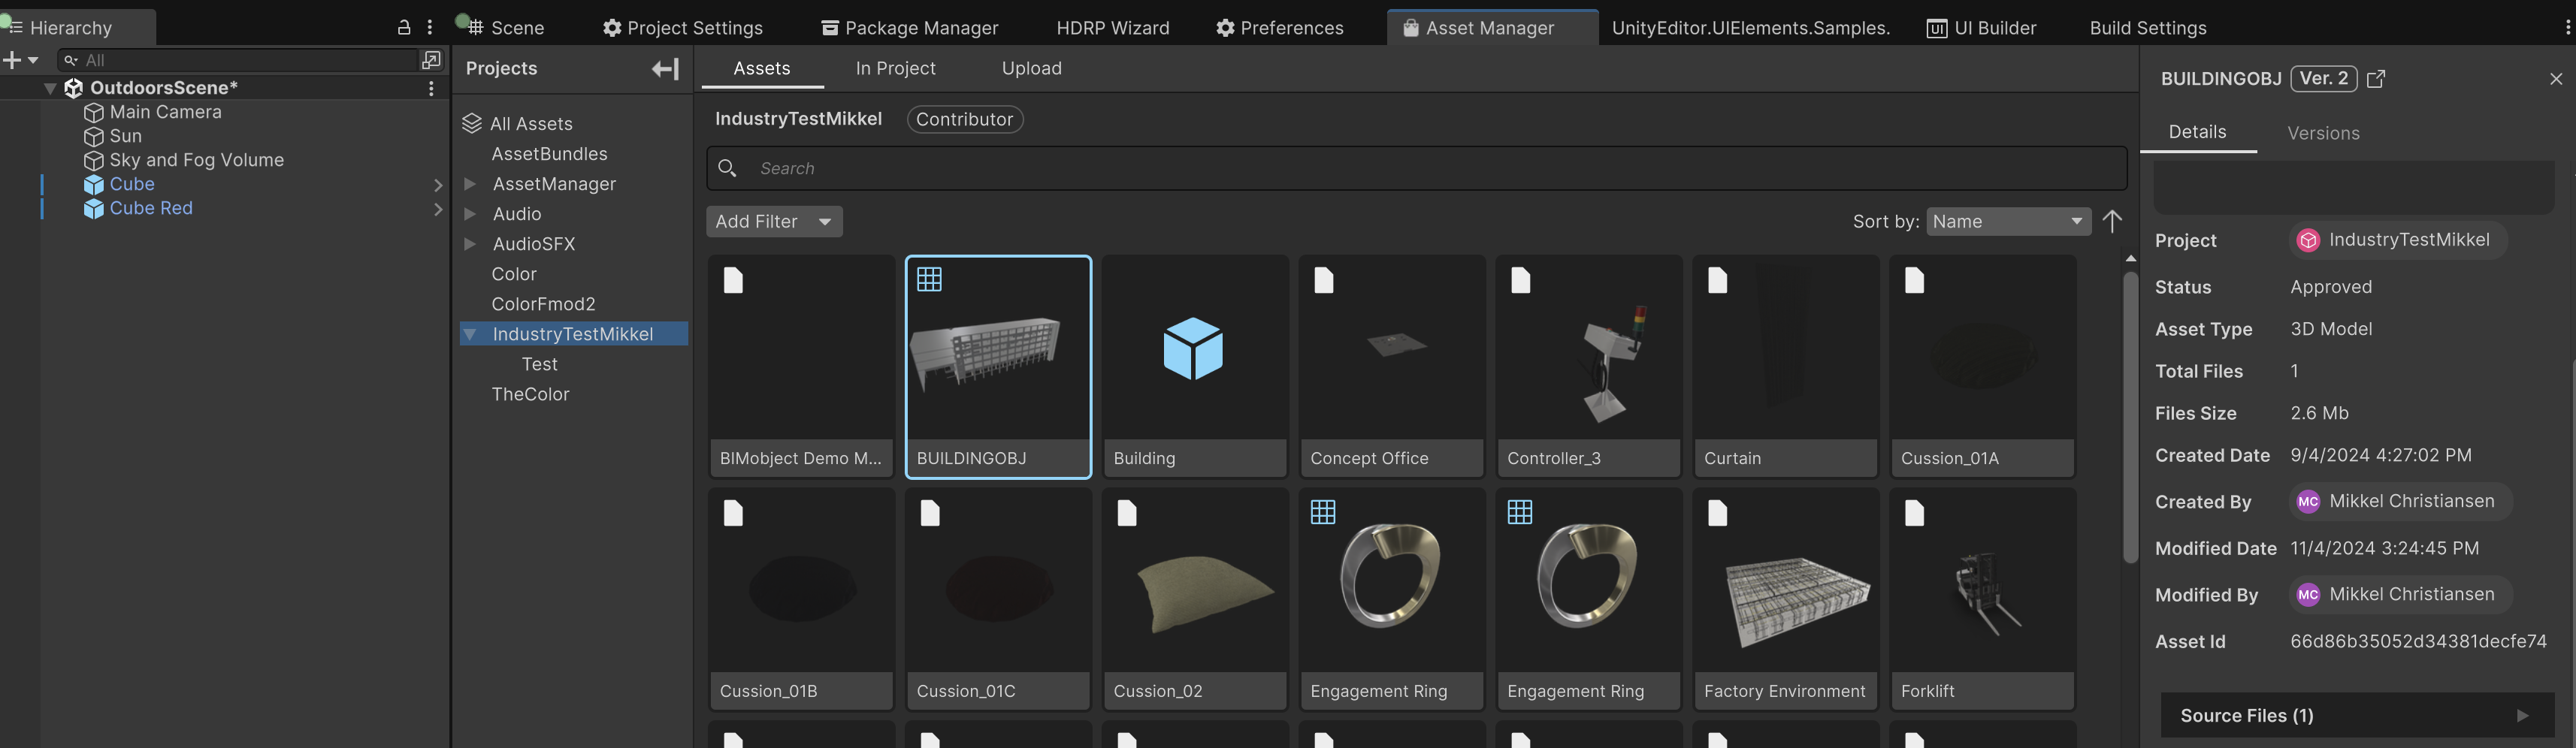 Hierarchy
All
OutdoorsScene*
Main Camera
Sun
Sky and Fog Volume
Cube
Cube Red
Scene
Project Settings
Package Manager
HDRP Wizard
Preferences
Asset Manager
UnityEditor.UIElements.Samples.
UI UI Builder
Build Settings
Projects
All Assets
AssetBundles
AssetManager
Audio
AudioSFX
Color
ColorFmod2
IndustryTestMikkel
Test
TheColor
Assets
In Project
Upload
IndustryTestMikkel Contributor
Search
Add Filter
Sort by: Name
BIMobject Demo M...
BUILDINGOBJ
Building
Concept Office
Controller_3
Curtain
Cussion_01A
Cussion_01B
Cussion_01C
Cussion_02
Engagement Ring
Engagement Ring
Factory Environment
Forklift
BUILDINGOBJ Ver. 2
Details
Versions
Project IndustryTestMikkel
Status Approved
Asset Type 3D Model
Total Files 1
Files Size 2.6 Mb
Created Date 9/4/2024 4:27:02 PM
Created By MC Mikkel Christiansen
Modified Date 11/4/2024 3:24:45 PM
Modified By MC Mikkel Christiansen
Asset Id 66d86b35052d34381decfe74
Source Files (1)